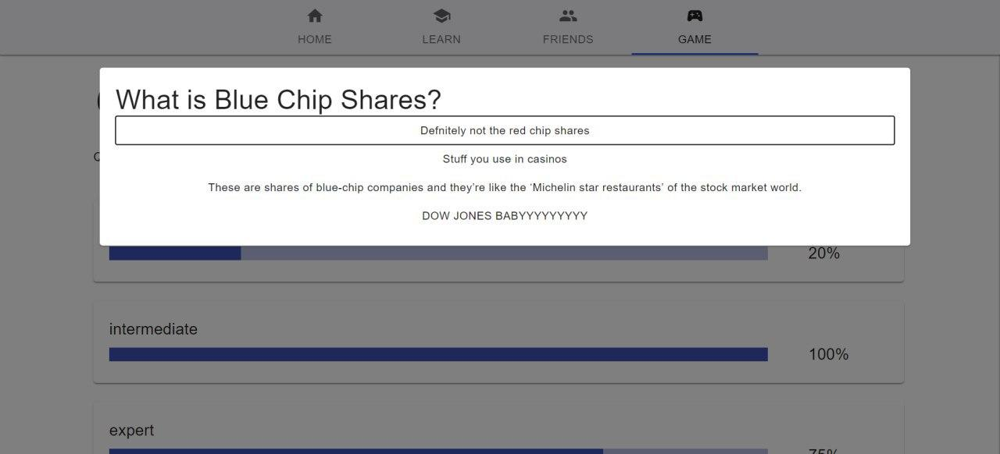 HOME LEARN FRIENDS GAME
What is Blue Chip Shares?
Defnitely not the red chip shares
Stuff you use in casinos
These are shares of blue-chip companies and they’re like the ‘Michelin star restaurants’ of the stock market world.
DOW JONES BABYYYYYYYYY
20%
intermediate
100%
expert
75%